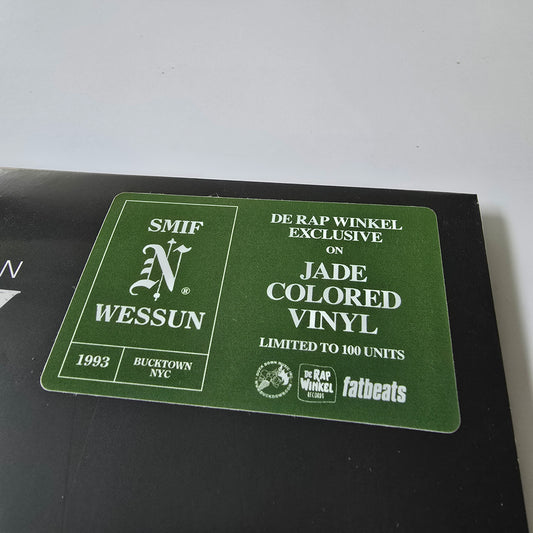 N
SMIF
N
®
WESSUN
1993
BUCKTOWN
NYC
DE RAP WINKEL
EXCLUSIVE
ON
JADE
COLORED
VINYL
LIMITED TO 100 UNITS
DE RAP
WINKEL
RECORDS
fatbeats